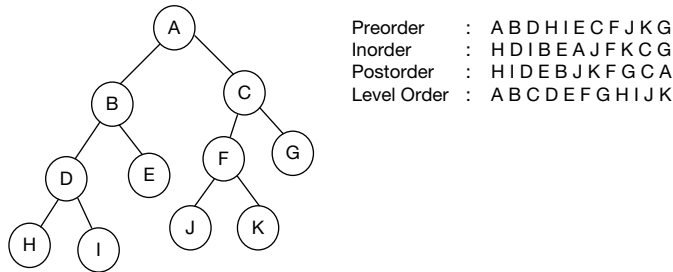 A
Preorder : A B D H I E C F J K G
Inorder : H D I B E A J F K C G
Postorder : H I D E B J K F G C A
Level Order : A B C D E F G H I J K
B C
D E F G
H I J K